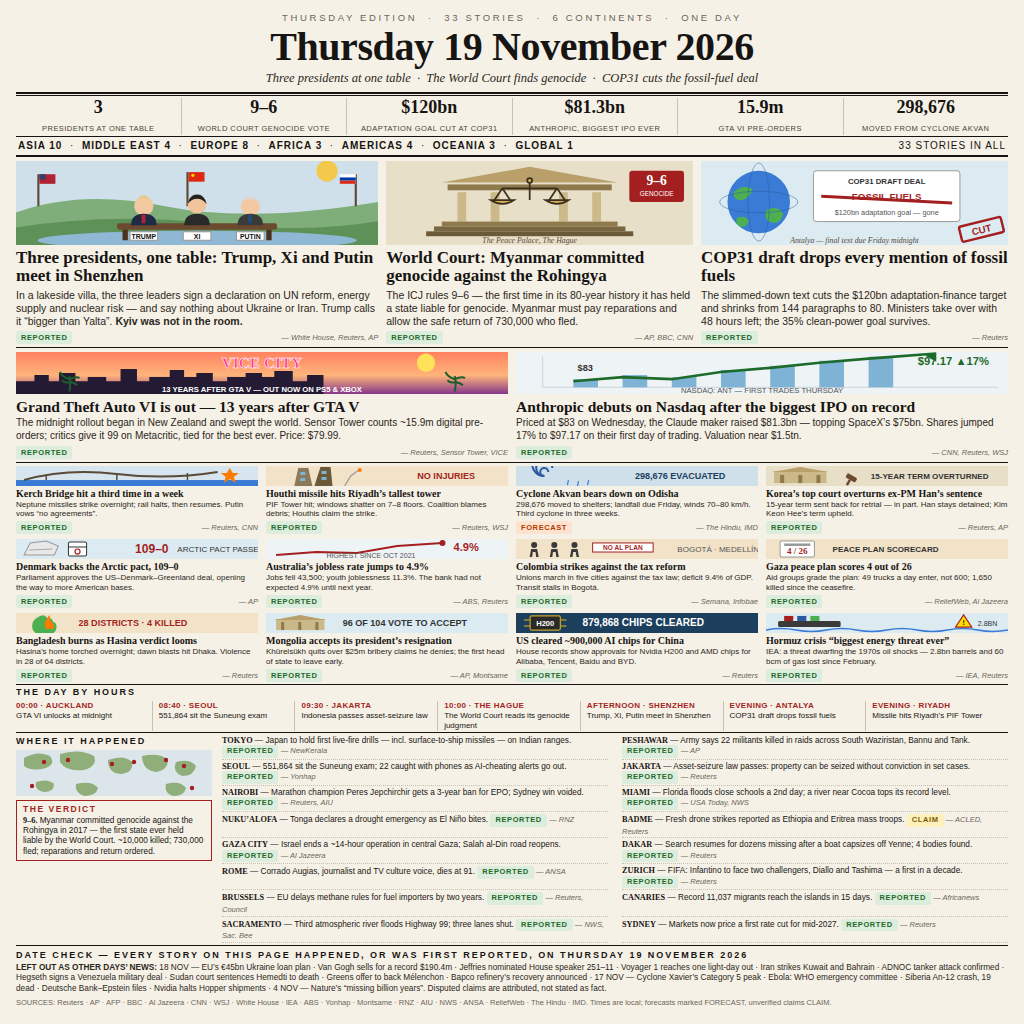 THURSDAY EDITION · 33 STORIES · 6 CONTINENTS · ONE DAY
Thursday 19 November 2026
Three presidents at one table · The World Court finds genocide · COP31 cuts the fossil-fuel deal
3
PRESIDENTS AT ONE TABLE
9–6
WORLD COURT GENOCIDE VOTE
$120bn
ADAPTATION GOAL CUT AT COP31
$81.3bn
ANTHROPIC, BIGGEST IPO EVER
15.9m
GTA VI PRE-ORDERS
298,676
MOVED FROM CYCLONE AKVAN
ASIA 10 · MIDDLE EAST 4 · EUROPE 8 · AFRICA 3 · AMERICAS 4 · OCEANIA 3 · GLOBAL 1
33 STORIES IN ALL
TRUMP
XI
PUTIN
Three presidents, one table: Trump, Xi and Putin
meet in Shenzhen
In a lakeside villa, the three leaders sign a declaration on UN reform, energy
supply and nuclear risk — and say nothing about Ukraine or Iran. Trump calls
it “bigger than Yalta”. Kyiv was not in the room.
REPORTED
— White House, Reuters, AP
9–6
GENOCIDE
The Peace Palace, The Hague
World Court: Myanmar committed
genocide against the Rohingya
The ICJ rules 9–6 — the first time in its 80-year history it has held
a state liable for genocide. Myanmar must pay reparations and
allow the safe return of 730,000 who fled.
REPORTED
— AP, BBC, CNN
COP31 DRAFT DEAL
FOSSIL FUELS
$120bn adaptation goal — gone
CUT
Antalya — final text due Friday midnight
COP31 draft drops every mention of fossil
fuels
The slimmed-down text cuts the $120bn adaptation-finance target
and shrinks from 144 paragraphs to 80. Ministers take over with
48 hours left; the 35% clean-power goal survives.
REPORTED
— Reuters
VICE CITY
13 YEARS AFTER GTA V — OUT NOW ON PS5 & XBOX
Grand Theft Auto VI is out — 13 years after GTA V
The midnight rollout began in New Zealand and swept the world. Sensor Tower counts ~15.9m digital pre-
orders; critics give it 99 on Metacritic, tied for the best ever. Price: $79.99.
REPORTED
— Reuters, Sensor Tower, VICE
$83
$97.17 ▲17%
NASDAQ: ANT — FIRST TRADES THURSDAY
Anthropic debuts on Nasdaq after the biggest IPO on record
Priced at $83 on Wednesday, the Claude maker raised $81.3bn — topping SpaceX's $75bn. Shares jumped
17% to $97.17 on their first day of trading. Valuation near $1.5tn.
REPORTED
— CNN, Reuters, WSJ
Kerch Bridge hit a third time in a week
Neptune missiles strike overnight; rail halts, then resumes. Putin
vows “no agreements”.
REPORTED
— Reuters, CNN
NO INJURIES
Houthi missile hits Riyadh's tallest tower
PIF Tower hit; windows shatter on 7–8 floors. Coalition blames
debris; Houthis claim the strike.
REPORTED
— Reuters, WSJ
298,676 EVACUATED
Cyclone Akvan bears down on Odisha
298,676 moved to shelters; landfall due Friday, winds 70–80 km/h.
Third cyclone in three weeks.
FORECAST
— The Hindu, IMD
15-YEAR TERM OVERTURNED
Korea's top court overturns ex-PM Han's sentence
15-year term sent back for retrial — in part. Han stays detained; Kim
Keon Hee's term upheld.
REPORTED
— Reuters, AP
109–0 ARCTIC PACT PASSE
Denmark backs the Arctic pact, 109–0
Parliament approves the US–Denmark–Greenland deal, opening
the way to more American bases.
REPORTED
— AP
4.9%
HIGHEST SINCE OCT 2021
Australia's jobless rate jumps to 4.9%
Jobs fell 43,500; youth joblessness 11.3%. The bank had not
expected 4.9% until next year.
REPORTED
— ABS, Reuters
NO AL PLAN
BOGOTÁ · MEDELLÍN
Colombia strikes against the tax reform
Unions march in five cities against the tax law; deficit 9.4% of GDP.
Transit stalls in Bogotá.
REPORTED
— Semana, Infobae
4 / 26
PEACE PLAN SCORECARD
Gaza peace plan scores 4 out of 26
Aid groups grade the plan: 49 trucks a day enter, not 600; 1,650
killed since the ceasefire.
REPORTED
— ReliefWeb, Al Jazeera
28 DISTRICTS · 4 KILLED
Bangladesh burns as Hasina verdict looms
Hasina's home torched overnight; dawn blasts hit Dhaka. Violence
in 28 of 64 districts.
REPORTED
— Reuters
96 OF 104 VOTE TO ACCEPT
Mongolia accepts its president's resignation
Khürelsükh quits over $25m bribery claims he denies; the first head
of state to leave early.
REPORTED
— AP, Montsame
H200
879,868 CHIPS CLEARED
US cleared ~900,000 AI chips for China
House records show approvals for Nvidia H200 and AMD chips for
Alibaba, Tencent, Baidu and BYD.
REPORTED
— Reuters
!
2.8BN
Hormuz crisis “biggest energy threat ever”
IEA: a threat dwarfing the 1970s oil shocks — 2.8bn barrels and 60
bcm of gas lost since February.
REPORTED
— IEA, Reuters
THE DAY BY HOURS
00:00 · AUCKLAND
GTA VI unlocks at midnight
08:40 · SEOUL
551,864 sit the Suneung exam
09:30 · JAKARTA
Indonesia passes asset-seizure law
10:00 · THE HAGUE
The World Court reads its genocide
judgment
AFTERNOON · SHENZHEN
Trump, Xi, Putin meet in Shenzhen
EVENING · ANTALYA
COP31 draft drops fossil fuels
EVENING · RIYADH
Missile hits Riyadh's PIF Tower
WHERE IT HAPPENED
THE VERDICT
9–6. Myanmar committed genocide against the
Rohingya in 2017 — the first state ever held
liable by the World Court. ~10,000 killed; 730,000
fled; reparations and return ordered.
TOKYO — Japan to hold first live-fire drills — incl. surface-to-ship missiles — on Indian ranges.
REPORTED — NewKerala
SEOUL — 551,864 sit the Suneung exam; 22 caught with phones as AI-cheating alerts go out.
REPORTED — Yonhap
NAIROBI — Marathon champion Peres Jepchirchir gets a 3-year ban for EPO; Sydney win voided.
REPORTED — Reuters, AIU
NUKUʻALOFA — Tonga declares a drought emergency as El Niño bites. REPORTED — RNZ
GAZA CITY — Israel ends a ~14-hour operation in central Gaza; Salah al-Din road reopens.
REPORTED — Al Jazeera
ROME — Corrado Augias, journalist and TV culture voice, dies at 91. REPORTED — ANSA
BRUSSELS — EU delays methane rules for fuel importers by two years. REPORTED — Reuters,
Council
SACRAMENTO — Third atmospheric river floods Highway 99; three lanes shut. REPORTED — NWS,
Sac. Bee
PESHAWAR — Army says 22 militants killed in raids across South Waziristan, Bannu and Tank.
REPORTED — AP
JAKARTA — Asset-seizure law passes: property can be seized without conviction in set cases.
REPORTED — Reuters
MIAMI — Florida floods close schools a 2nd day; a river near Cocoa tops its record level.
REPORTED — USA Today, NWS
BADME — Fresh drone strikes reported as Ethiopia and Eritrea mass troops. CLAIM — ACLED,
Reuters
DAKAR — Search resumes for dozens missing after a boat capsizes off Yenne; 4 bodies found.
REPORTED — Reuters
ZURICH — FIFA: Infantino to face two challengers, Diallo and Tashima — a first in a decade.
REPORTED — Reuters
CANARIES — Record 11,037 migrants reach the islands in 15 days. REPORTED — Africanews
SYDNEY — Markets now price a first rate cut for mid-2027. REPORTED — Reuters
DATE CHECK — EVERY STORY ON THIS PAGE HAPPENED, OR WAS FIRST REPORTED, ON THURSDAY 19 NOVEMBER 2026
LEFT OUT AS OTHER DAYS' NEWS: 18 NOV — EU's €45bn Ukraine loan plan · Van Gogh sells for a record $190.4m · Jeffries nominated House speaker 251–11 · Voyager 1 reaches one light-day out · Iran strikes Kuwait and Bahrain · ADNOC tanker attack confirmed ·
Hegseth signs a Venezuela military deal · Sudan court sentences Hemedti to death · Greens offer to back Mélenchon · Bapco refinery's recovery announced · 17 NOV — Cyclone Xavier's Category 5 peak · Ebola: WHO emergency committee · Siberia An-12 crash, 19
dead · Deutsche Bank–Epstein files · Nvidia halts Hopper shipments · 4 NOV — Nature's “missing billion years”. Disputed claims are attributed, not stated as fact.
SOURCES: Reuters · AP · AFP · BBC · Al Jazeera · CNN · WSJ · White House · IEA · ABS · Yonhap · Montsame · RNZ · AIU · NWS · ANSA · ReliefWeb · The Hindu · IMD. Times are local; forecasts marked FORECAST, unverified claims CLAIM.